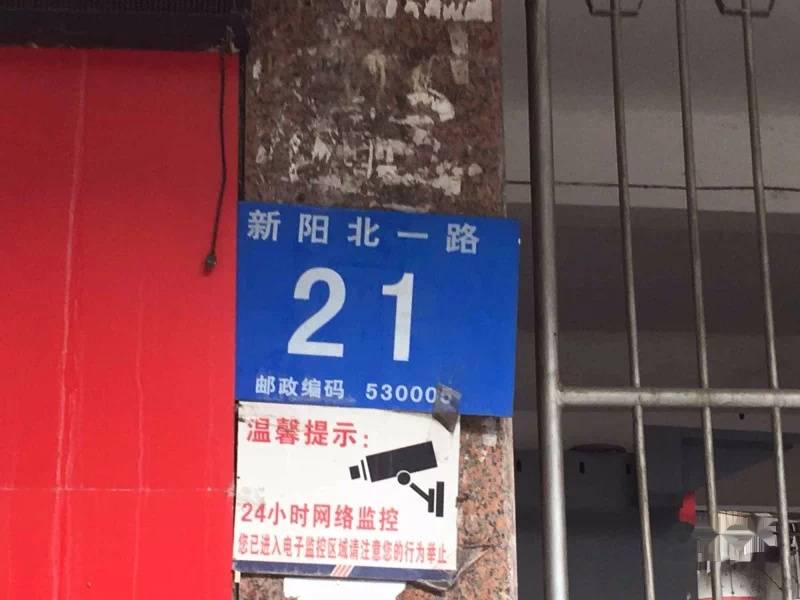 新阳北一路
21
邮政编码 530005
温馨提示：
24小时网络监控
您已进入电子监控区域请注意您的行为举止